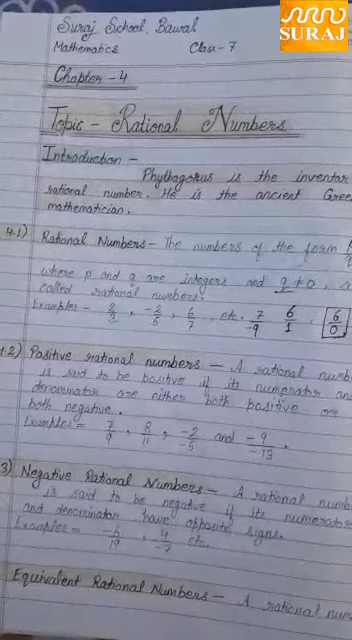 SURAJ
Suraj School, Bawal
Mathematics Class-7
Chapter-4
Topic - Rational Numbers
Introduction -
Phythagorus is the inventor
rational number. He is the ancient Gree
mathematician.
4.1) Rational Numbers - The numbers of the form p/q
where p and q are integers and q ≠ 0, a
called rational numbers.
Examples - 2/3, -2/5, 6/7, etc. 7/-9 6/1, 6/0
4.2) Positive rational numbers - A rational numb
is said to be positive if its numerator an
denominator are either both positive or
both negative.
Examples = 7/9, 8/11, -2/-5 and -9/-13.
3) Negative Rational Numbers - A rational numb
is said to be negative if its numerator
and denominator have opposite signs.
Examples = -6/19, 4/-7 etc.
Equivalent Rational Numbers - A rational num